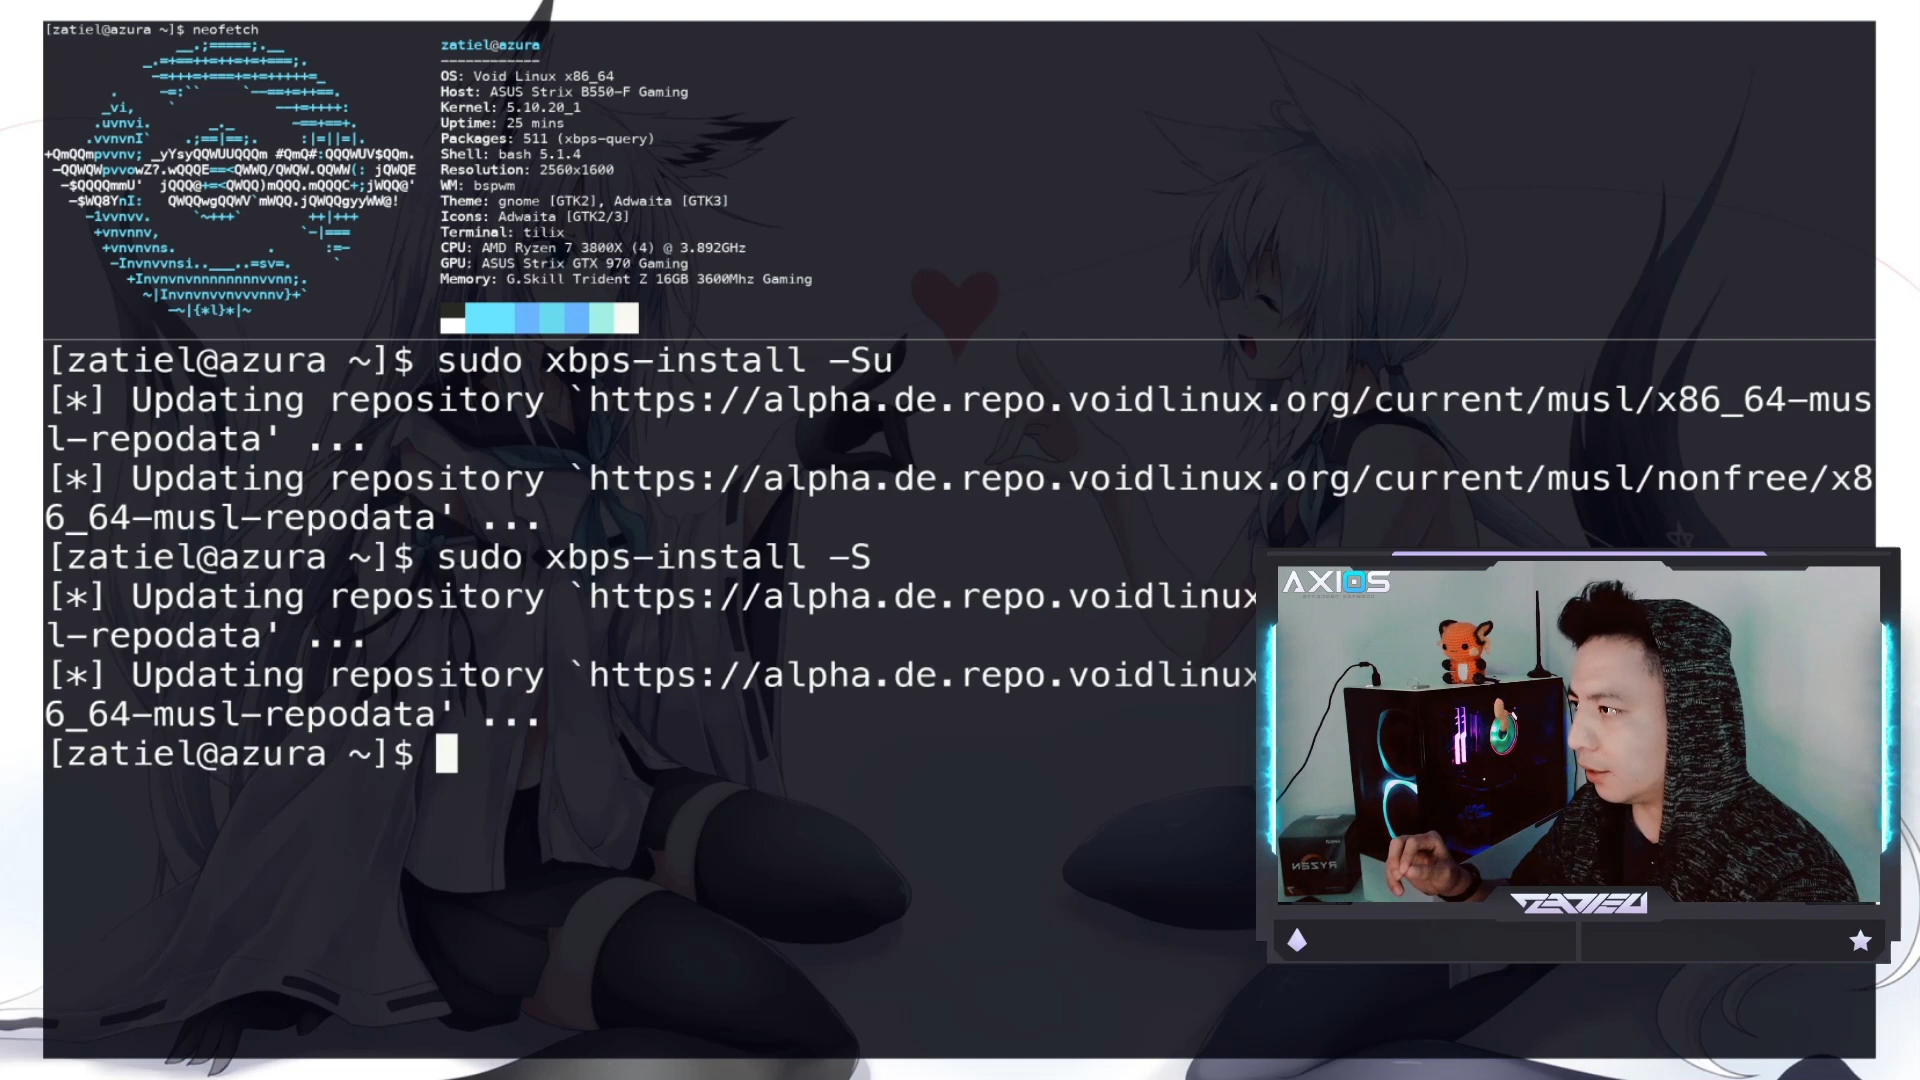 [zatiel@azura ~]$ neofetch
zatiel@azura
------------
OS: Void Linux x86_64
Host: ASUS Strix B550-F Gaming
Kernel: 5.10.20_1
Uptime: 25 mins
Packages: 511 (xbps-query)
Shell: bash 5.1.4
Resolution: 2560x1600
WM: bspwm
Theme: gnome [GTK2], Adwaita [GTK3]
Icons: Adwaita [GTK2/3]
Terminal: tilix
CPU: AMD Ryzen 7 3800X (4) @ 3.892GHz
GPU: ASUS Strix GTX 970 Gaming
Memory: G.Skill Trident Z 16GB 3600Mhz Gaming
[zatiel@azura ~]$ sudo xbps-install -Su
[*] Updating repository `https://alpha.de.repo.voidlinux.org/current/musl/x86_64-mus
l-repodata' ...
[*] Updating repository `https://alpha.de.repo.voidlinux.org/current/musl/nonfree/x8
6_64-musl-repodata' ...
[zatiel@azura ~]$ sudo xbps-install -S
[*] Updating repository `https://alpha.de.repo.voidlinux
l-repodata' ...
[*] Updating repository `https://alpha.de.repo.voidlinux
6_64-musl-repodata' ...
[zatiel@azura ~]$
AXIOS
RYZEN